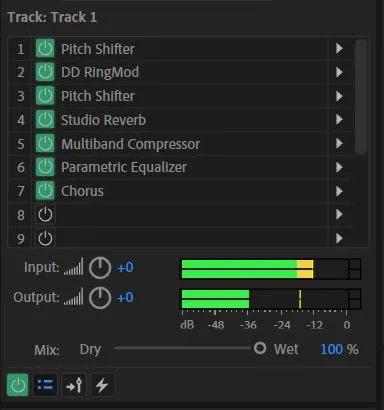 Track: Track 1
1 Pitch Shifter
2 DD RingMod
3 Pitch Shifter
4 Studio Reverb
5 Multiband Compressor
6 Parametric Equalizer
7 Chorus
8
9
Input: +0
Output: +0
dB -48 -36 -24 -12 0
Mix: Dry Wet 100 %